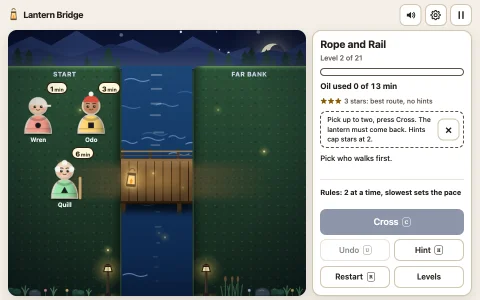 Lantern Bridge
START
FAR BANK
1 min
3 min
Wren
Odo
6 min
Quill
Rope and Rail
Level 2 of 21
Oil used 0 of 13 min
★★★ 3 stars: best route, no hints
Pick up to two, press Cross. The
lantern must come back. Hints
cap stars at 2.
×
Pick who walks first.
Rules: 2 at a time, slowest sets the pace
Cross C
Undo U
Hint H
Restart R
Levels